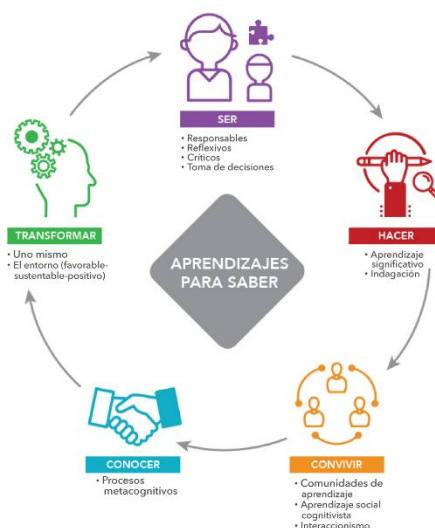 SER
• Responsables
• Reflexivos
• Críticos
• Toma de decisiones
HACER
• Aprendizaje
significativo
• Indagación
CONVIVIR
• Comunidades de
aprendizaje
• Aprendizaje social
cognitivista
• Interaccionismo
CONOCER
• Procesos
metacognitivos
TRANSFORMAR
• Uno mismo
• El entorno (favorable-
sustentable-positivo)
APRENDIZAJES
PARA SABER